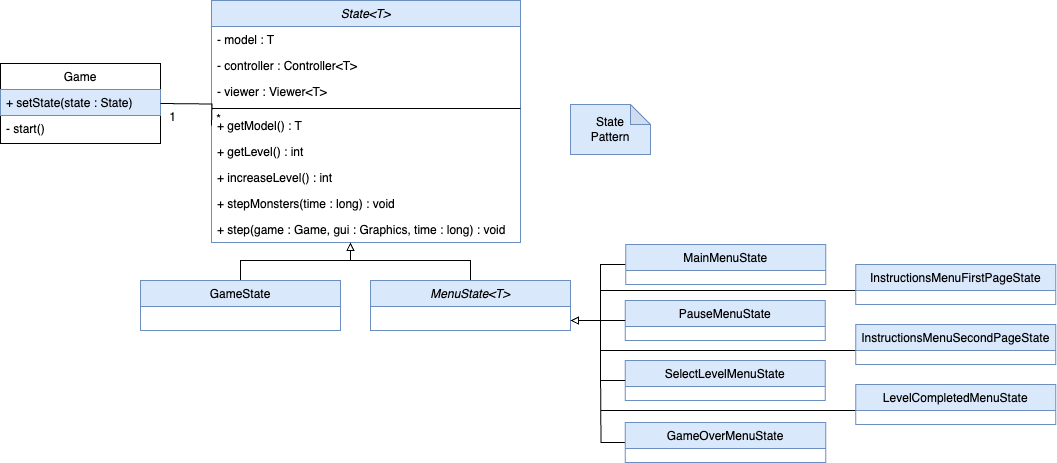 State<T>
- model : T
- controller : Controller<T>
- viewer : Viewer<T>
+ getModel() : T
+ getLevel() : int
+ increaseLevel() : int
+ stepMonsters(time : long) : void
+ step(game : Game, gui : Graphics, time : long) : void
Game
+ setState(state : State)
- start()
1
*
State
Pattern
GameState
MenuState<T>
MainMenuState
PauseMenuState
SelectLevelMenuState
GameOverMenuState
InstructionsMenuFirstPageState
InstructionsMenuSecondPageState
LevelCompletedMenuState